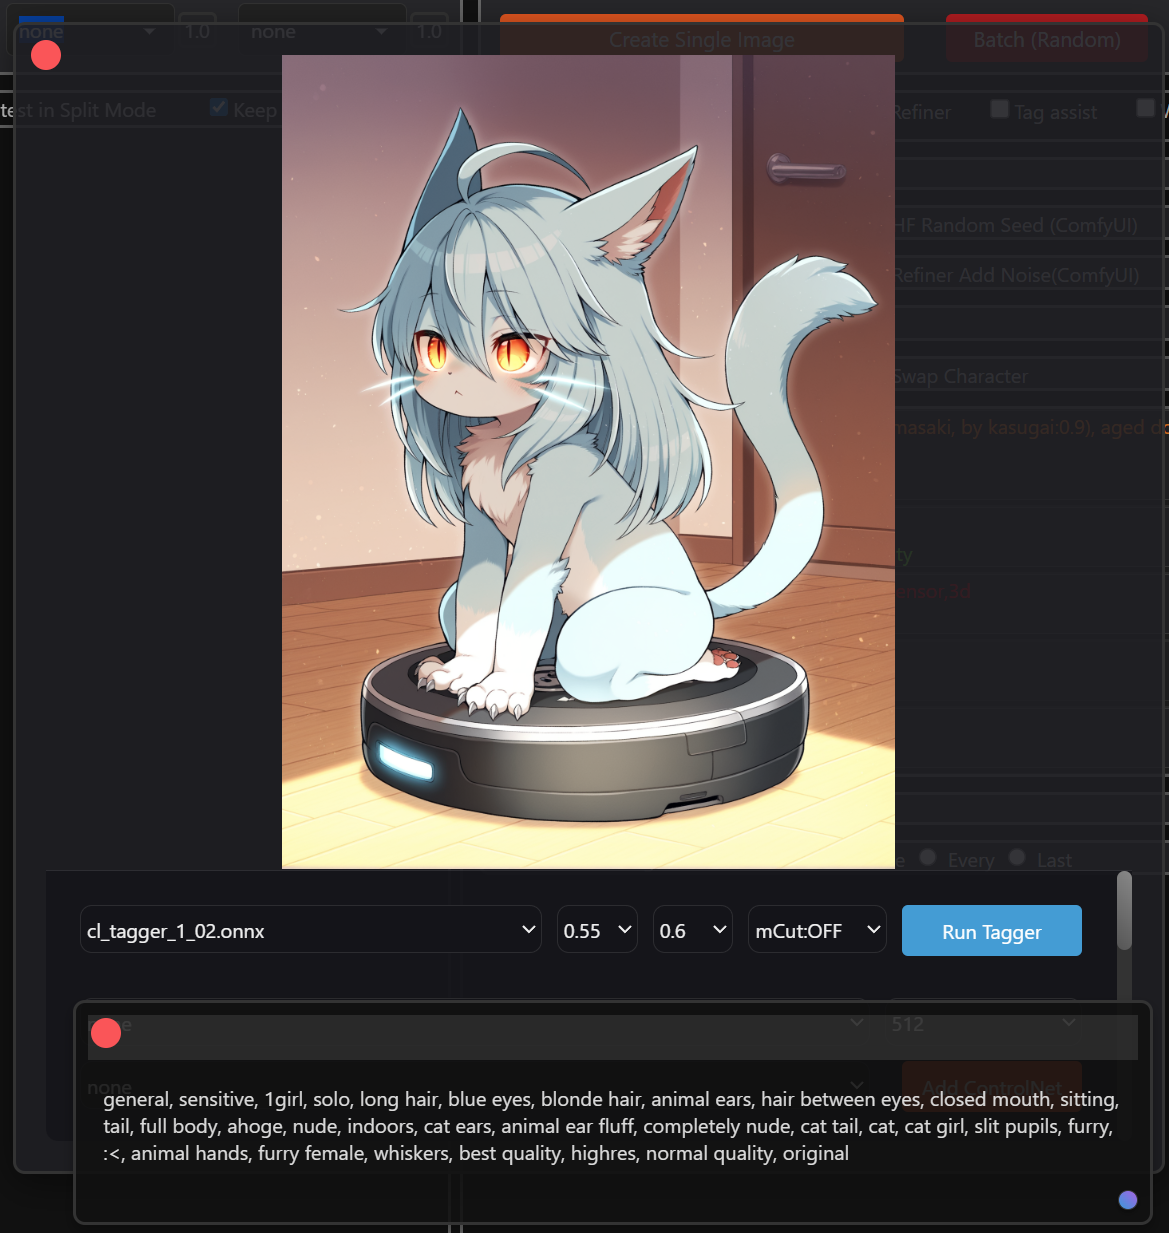 none
1.0
none
1.0
Create Single Image
Batch (Random)
test in Split Mode
Keep
Refiner
Tag assist
HF Random Seed (ComfyUI)
Refiner Add Noise(ComfyUI)
Swap Character
masaki, by kasugai:0.9), aged d
ty
ensor,3d
e
Every
Last
cl_tagger_1_02.onnx
0.55
0.6
mCut:OFF
Run Tagger
512
none
Add ControlNet
general, sensitive, 1girl, solo, long hair, blue eyes, blonde hair, animal ears, hair between eyes, closed mouth, sitting,
tail, full body, ahoge, nude, indoors, cat ears, animal ear fluff, completely nude, cat tail, cat, cat girl, slit pupils, furry,
:<, animal hands, furry female, whiskers, best quality, highres, normal quality, original